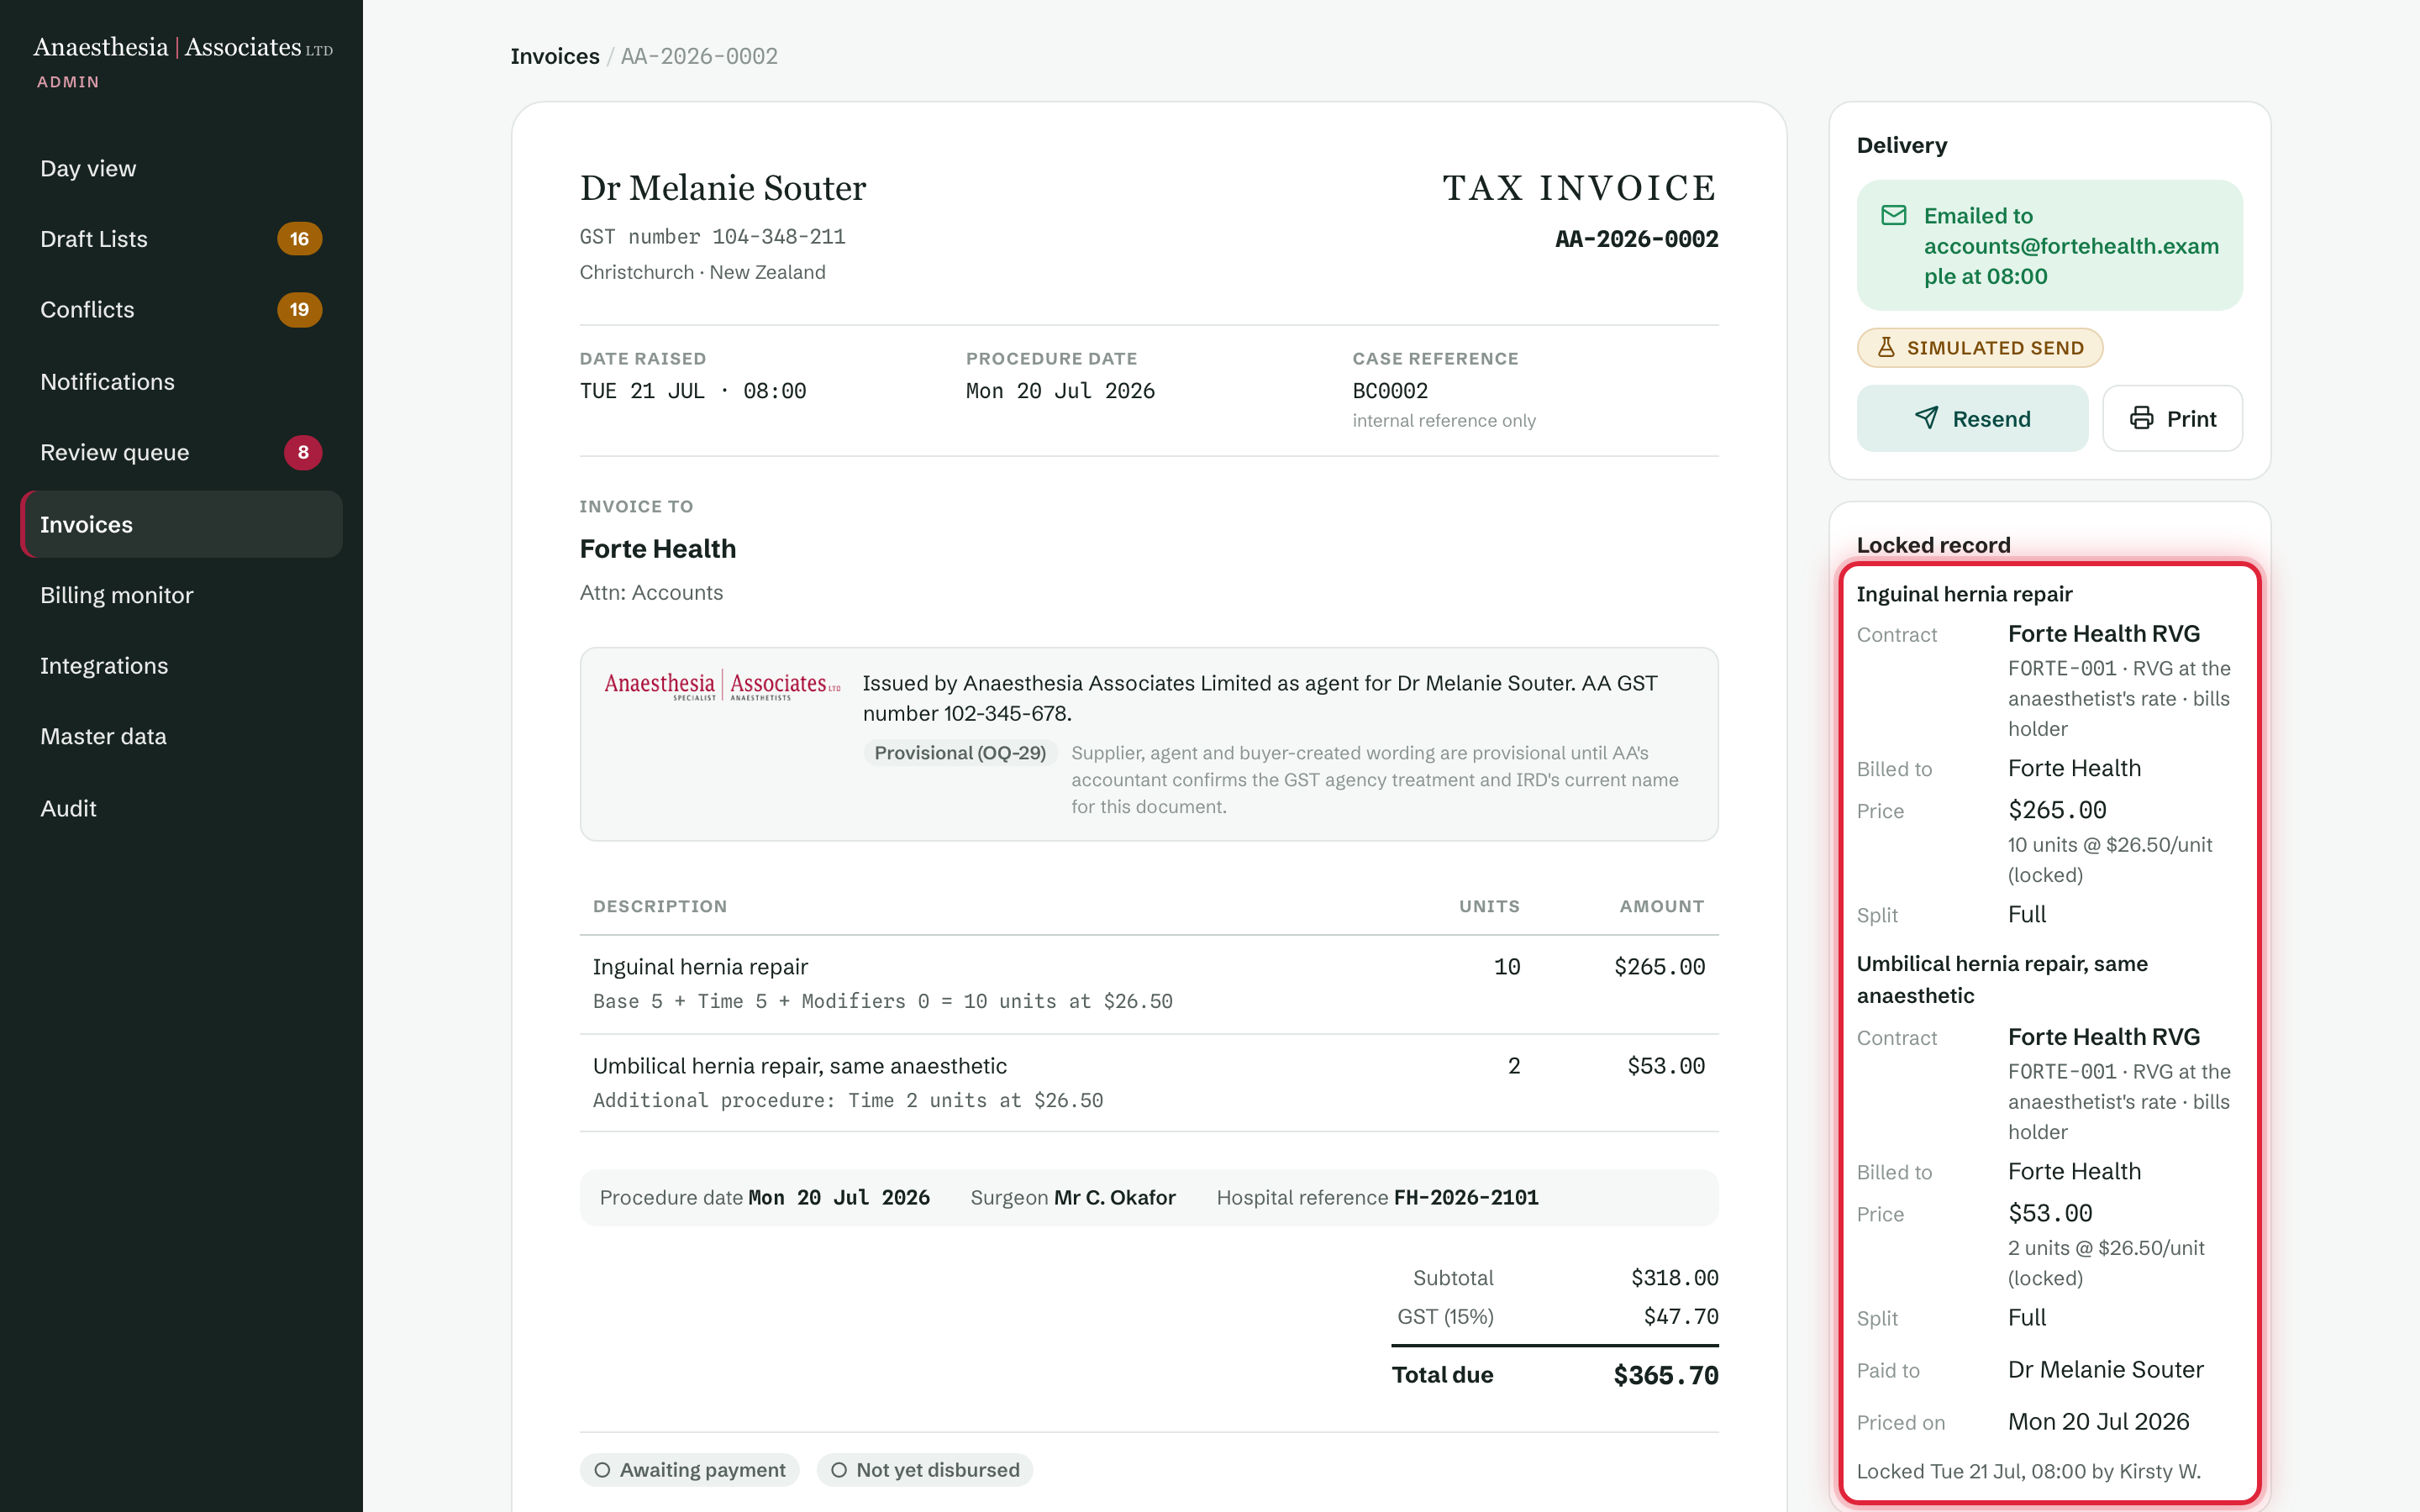 Anaesthesia | Associates LTD
ADMIN
Day view
Draft Lists 16
Conflicts 19
Notifications
Review queue 8
Invoices
Billing monitor
Integrations
Master data
Audit
Invoices / AA-2026-0002
Dr Melanie Souter
GST number 104-348-211
Christchurch · New Zealand
TAX INVOICE
AA-2026-0002
DATE RAISED
TUE 21 JUL · 08:00
PROCEDURE DATE
Mon 20 Jul 2026
CASE REFERENCE
BC0002
internal reference only
INVOICE TO
Forte Health
Attn: Accounts
Anaesthesia | Associates LTD
SPECIALIST ANAESTHETISTS
Issued by Anaesthesia Associates Limited as agent for Dr Melanie Souter. AA GST
number 102-345-678.
Provisional (OQ-29)
Supplier, agent and buyer-created wording are provisional until AA's
accountant confirms the GST agency treatment and IRD's current name
for this document.
DESCRIPTION UNITS AMOUNT
Inguinal hernia repair 10 $265.00
Base 5 + Time 5 + Modifiers 0 = 10 units at $26.50
Umbilical hernia repair, same anaesthetic 2 $53.00
Additional procedure: Time 2 units at $26.50
Procedure date Mon 20 Jul 2026 Surgeon Mr C. Okafor Hospital reference FH-2026-2101
Subtotal $318.00
GST (15%) $47.70
Total due $365.70
Awaiting payment Not yet disbursed
Delivery
Emailed to
accounts@fortehealth.exam
ple at 08:00
SIMULATED SEND
Resend Print
Locked record
Inguinal hernia repair
Contract Forte Health RVG
FORTE-001 · RVG at the
anaesthetist's rate · bills
holder
Billed to Forte Health
Price $265.00
10 units @ $26.50/unit
(locked)
Split Full
Umbilical hernia repair, same
anaesthetic
Contract Forte Health RVG
FORTE-001 · RVG at the
anaesthetist's rate · bills
holder
Billed to Forte Health
Price $53.00
2 units @ $26.50/unit
(locked)
Split Full
Paid to Dr Melanie Souter
Priced on Mon 20 Jul 2026
Locked Tue 21 Jul, 08:00 by Kirsty W.